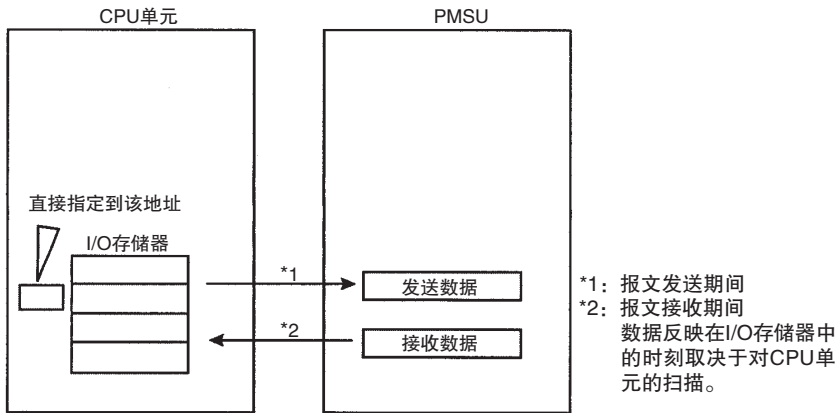 CPU单元
PMSU
直接指定到该地址
I/O存储器
*1
发送数据
*2
接收数据
*1：报文发送期间
*2：报文接收期间
数据反映在I/O存储器中
的时刻取决于对CPU单
元的扫描。